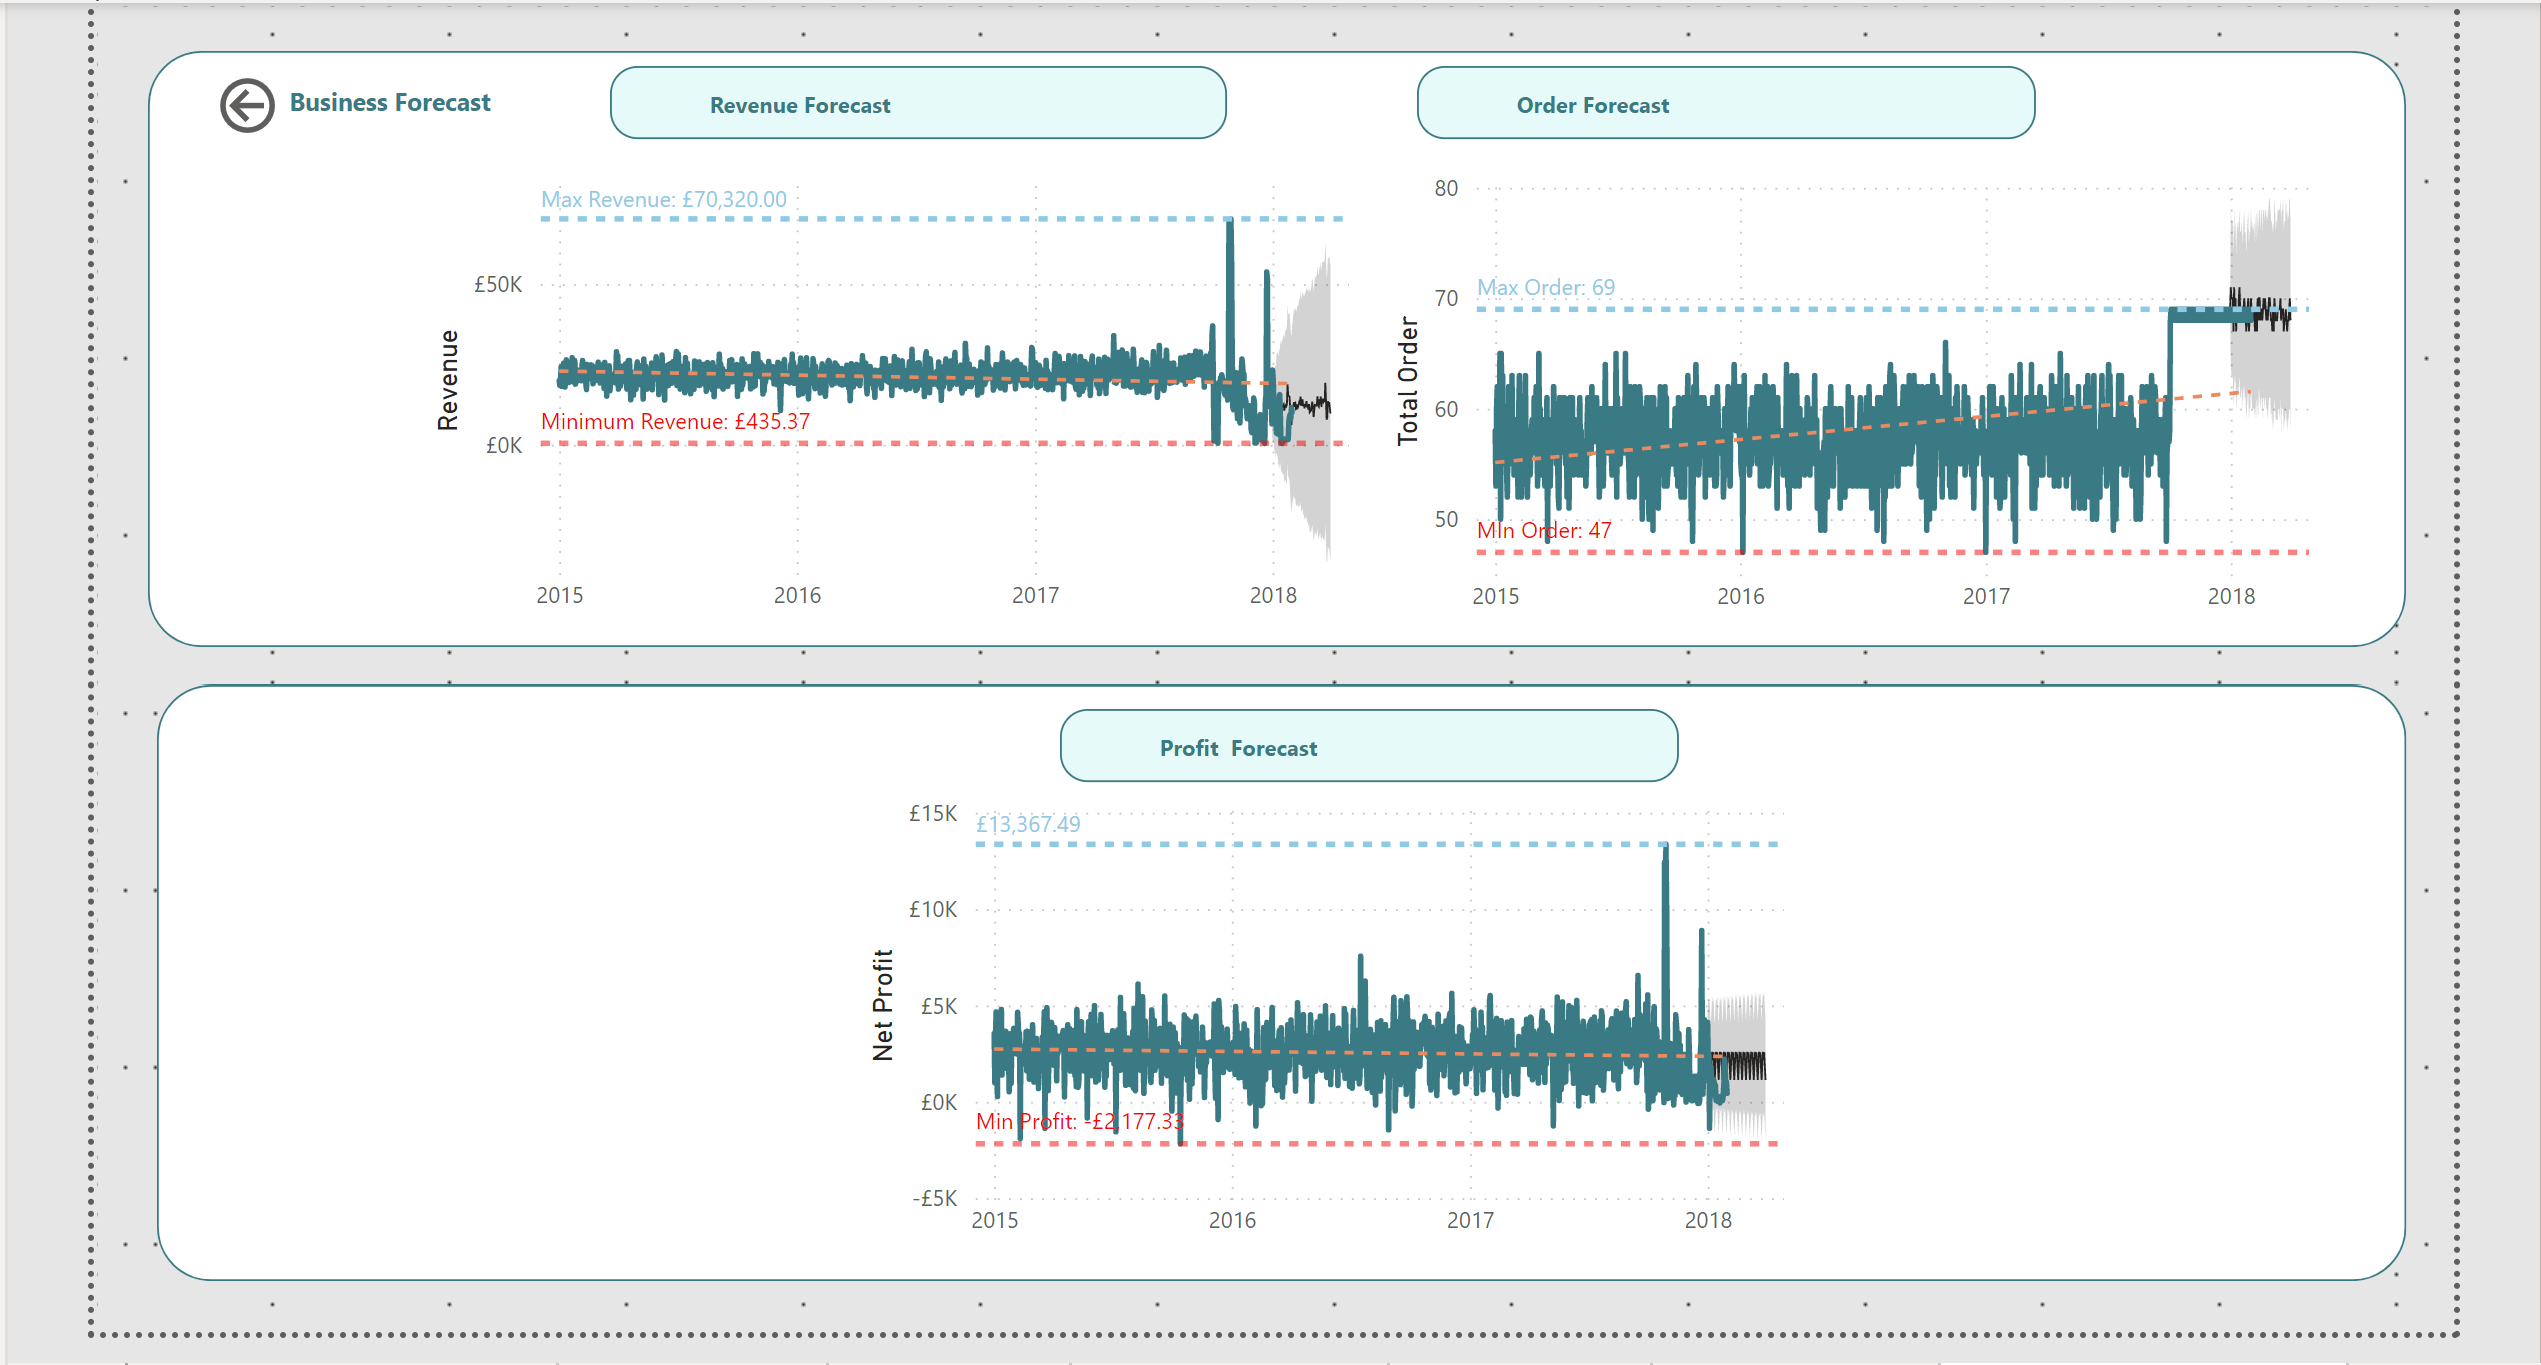 Business Forecast
Revenue Forecast
Order Forecast
Revenue
Max Revenue: £70,320.00
£50K
Minimum Revenue: £435.37
£0K
2015 2016 2017 2018
Total Order
80
Max Order: 69
70
60
50
MIn Order: 47
2015 2016 2017 2018
Profit  Forecast
Net Profit
£15K
£13,367.49
£10K
£5K
£0K
Min Profit: -£2,177.33
-£5K
2015 2016 2017 2018